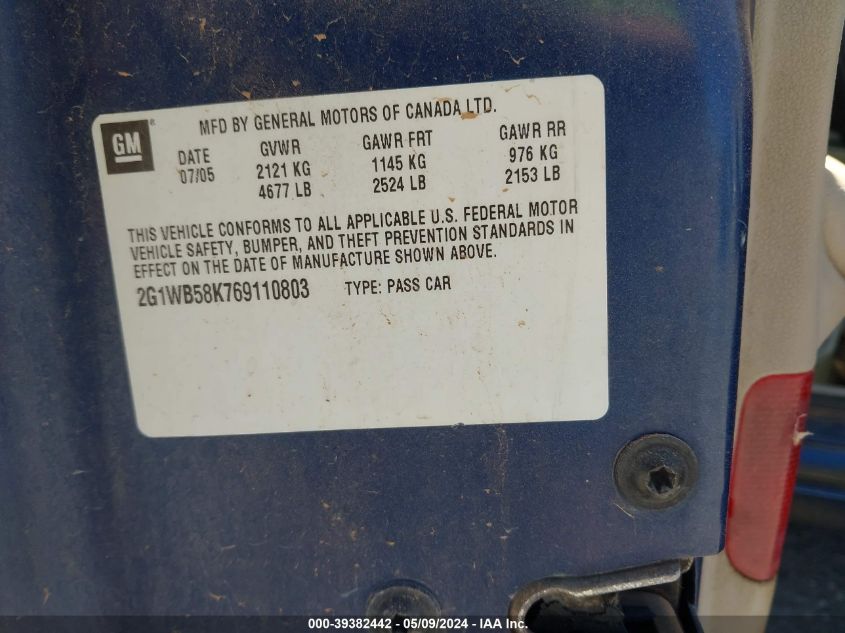 GM
MFD BY GENERAL MOTORS OF CANADA LTD.
DATE GVWR GAWR FRT GAWR RR
07/05 2121 KG 1145 KG 976 KG
4677 LB 2524 LB 2153 LB
THIS VEHICLE CONFORMS TO ALL APPLICABLE U.S. FEDERAL MOTOR
VEHICLE SAFETY, BUMPER, AND THEFT PREVENTION STANDARDS IN
EFFECT ON THE DATE OF MANUFACTURE SHOWN ABOVE.
2G1WB58K769110803 TYPE: PASS CAR
000-39382442 - 05/09/2024 - IAA Inc.